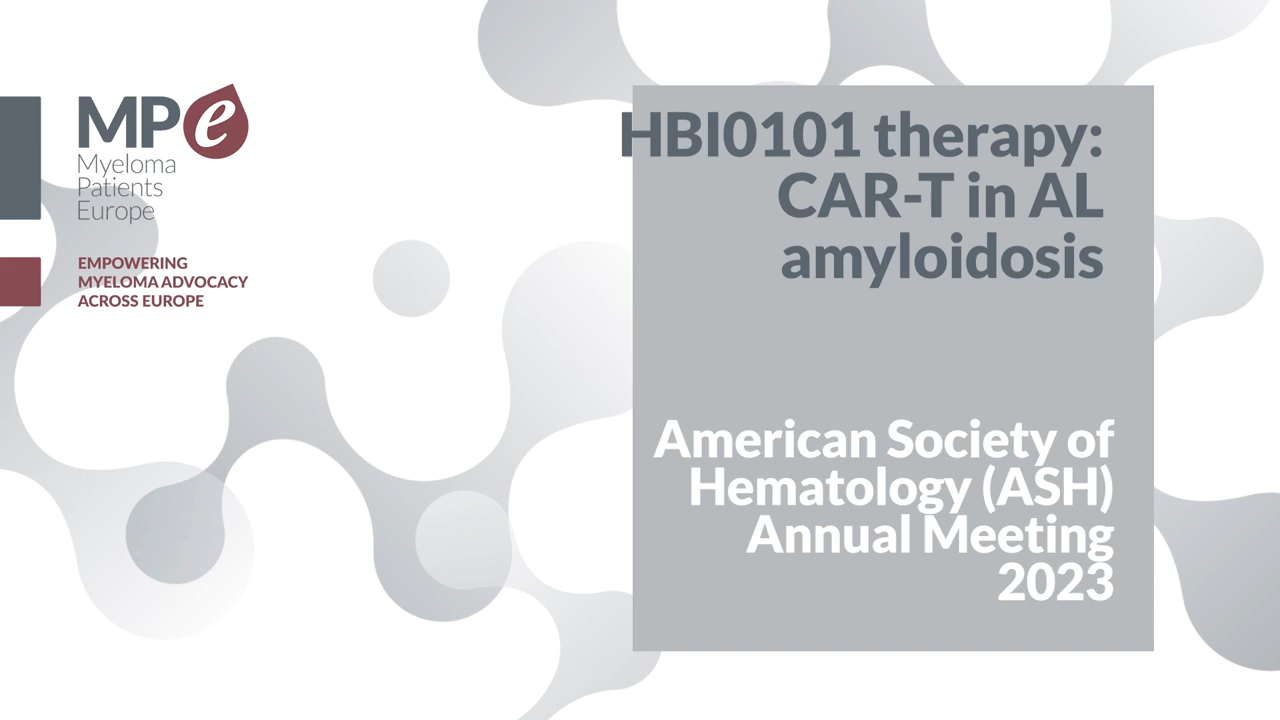 MPe
Myeloma
Patients
Europe
EMPOWERING
MYELOMA ADVOCACY
ACROSS EUROPE
HBI0101 therapy:
CAR-T in AL
amyloidosis
American Society of
Hematology (ASH)
Annual Meeting
2023